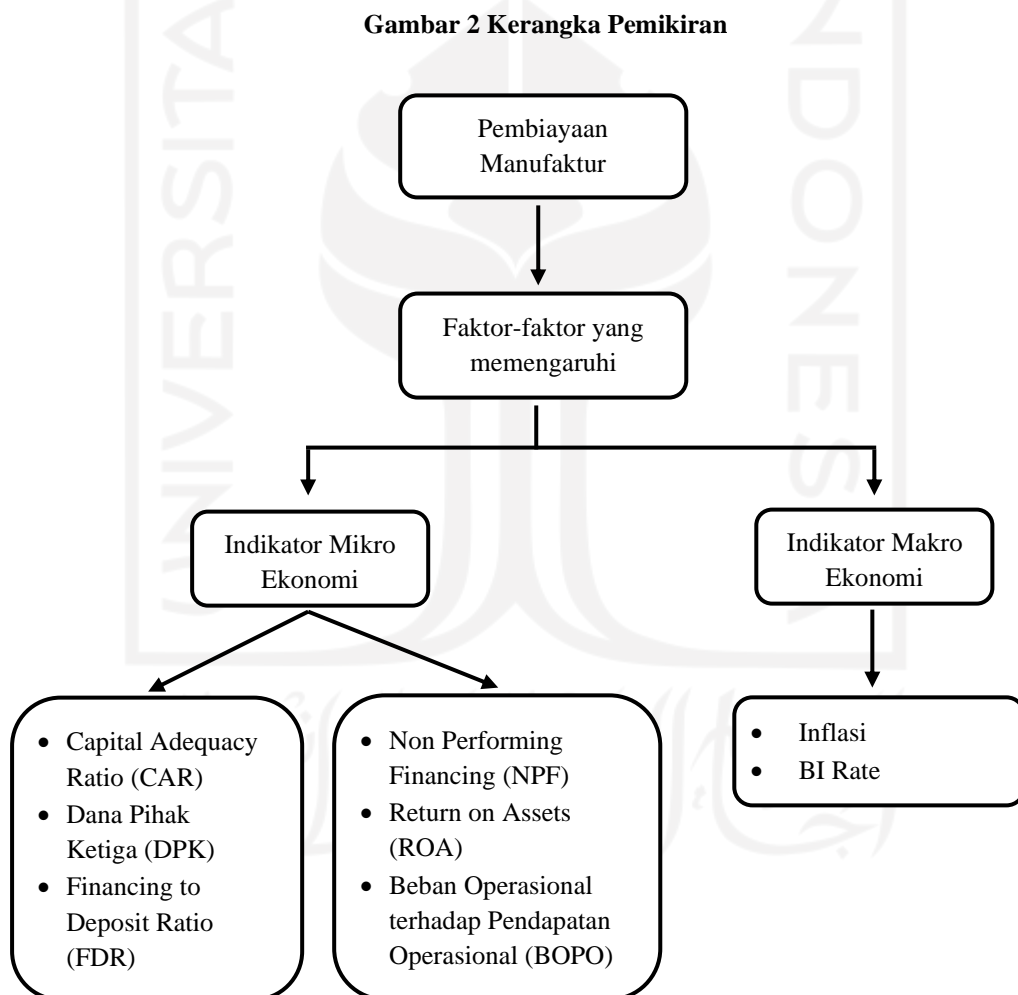 Gambar 2 Kerangka Pemikiran
Pembiayaan
Manufaktur
Faktor-faktor yang
memengaruhi
Indikator Mikro
Ekonomi
Indikator Makro
Ekonomi
• Capital Adequacy
Ratio (CAR)
• Dana Pihak
Ketiga (DPK)
• Financing to
Deposit Ratio
(FDR)
• Non Performing
Financing (NPF)
• Return on Assets
(ROA)
• Beban Operasional
terhadap Pendapatan
Operasional (BOPO)
• Inflasi
• BI Rate
UNIVERSITA
NDONESIA